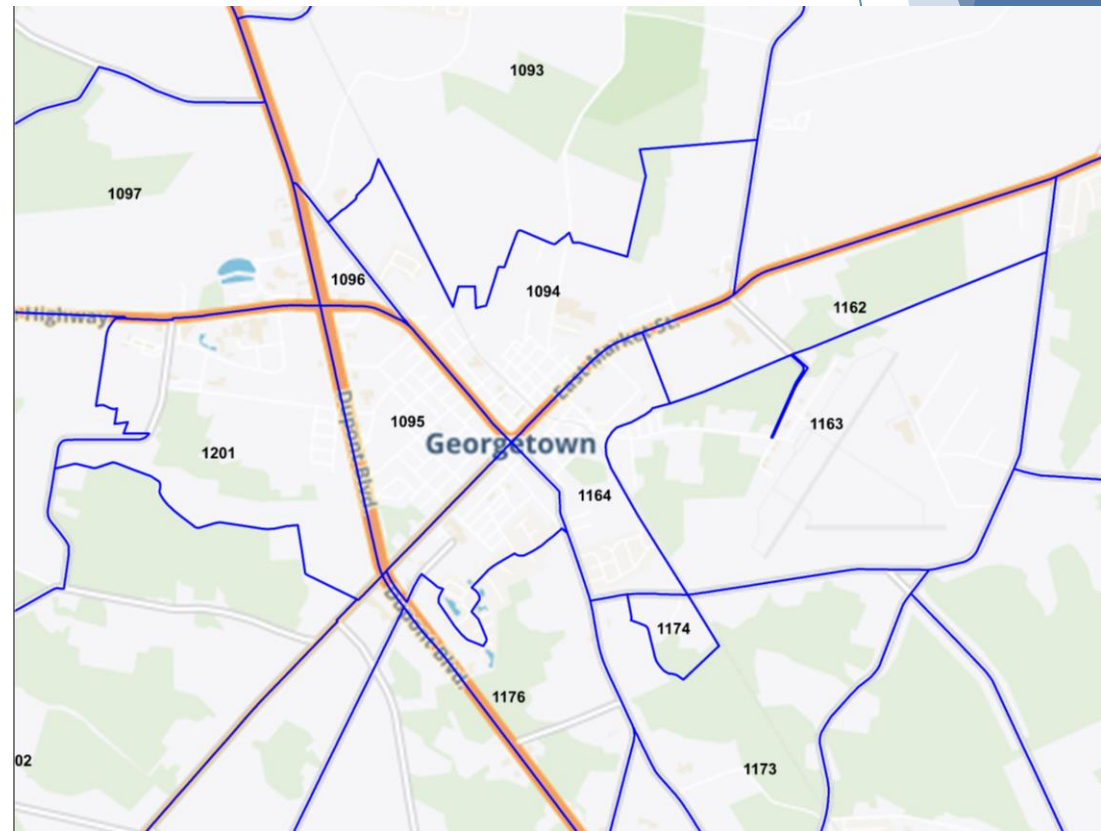 1093
1097
1096
1094
1162
Highway
East Market St.
Dupont Blvd.
1095
1163
Georgetown
1201
1164
Dupont Blvd.
1174
1176
02
1173